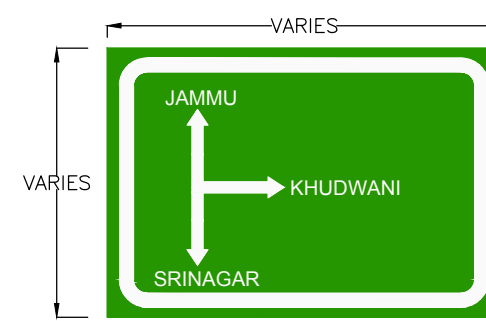 VARIES
JAMMU
VARIES
KHUDWANI
SRINAGAR